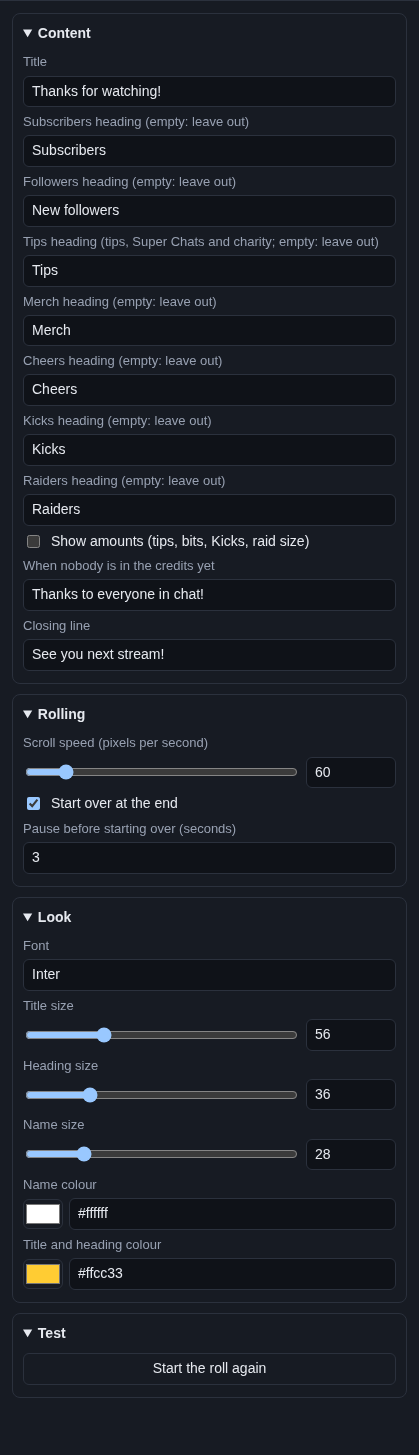 Content
Title
Thanks for watching!
Subscribers heading (empty: leave out)
Subscribers
Followers heading (empty: leave out)
New followers
Tips heading (tips, Super Chats and charity; empty: leave out)
Tips
Merch heading (empty: leave out)
Merch
Cheers heading (empty: leave out)
Cheers
Kicks heading (empty: leave out)
Kicks
Raiders heading (empty: leave out)
Raiders
Show amounts (tips, bits, Kicks, raid size)
When nobody is in the credits yet
Thanks to everyone in chat!
Closing line
See you next stream!
Rolling
Scroll speed (pixels per second)
60
Start over at the end
Pause before starting over (seconds)
3
Look
Font
Inter
Title size
56
Heading size
36
Name size
28
Name colour
#ffffff
Title and heading colour
#ffcc33
Test
Start the roll again